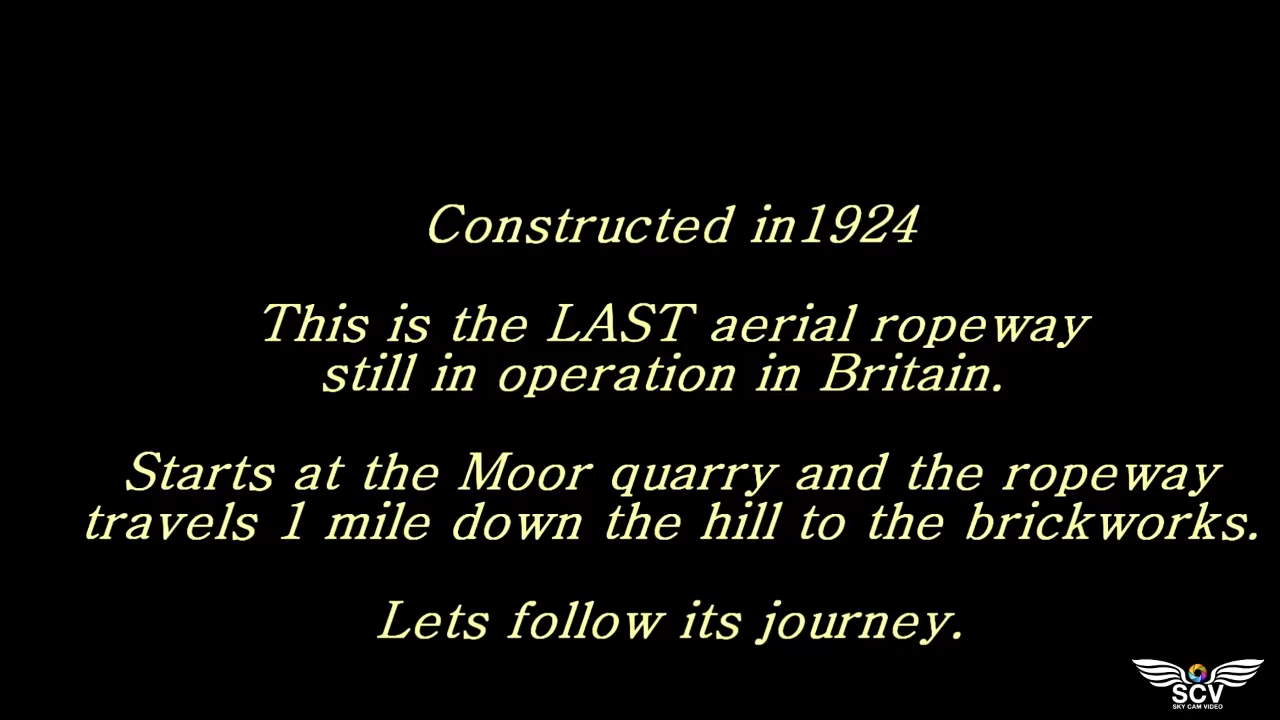 Constructed in1924
This is the LAST aerial ropeway
still in operation in Britain.
Starts at the Moor quarry and the ropeway
travels 1 mile down the hill to the brickworks.
Lets follow its journey.
SCV
SKY CAM VIDEO